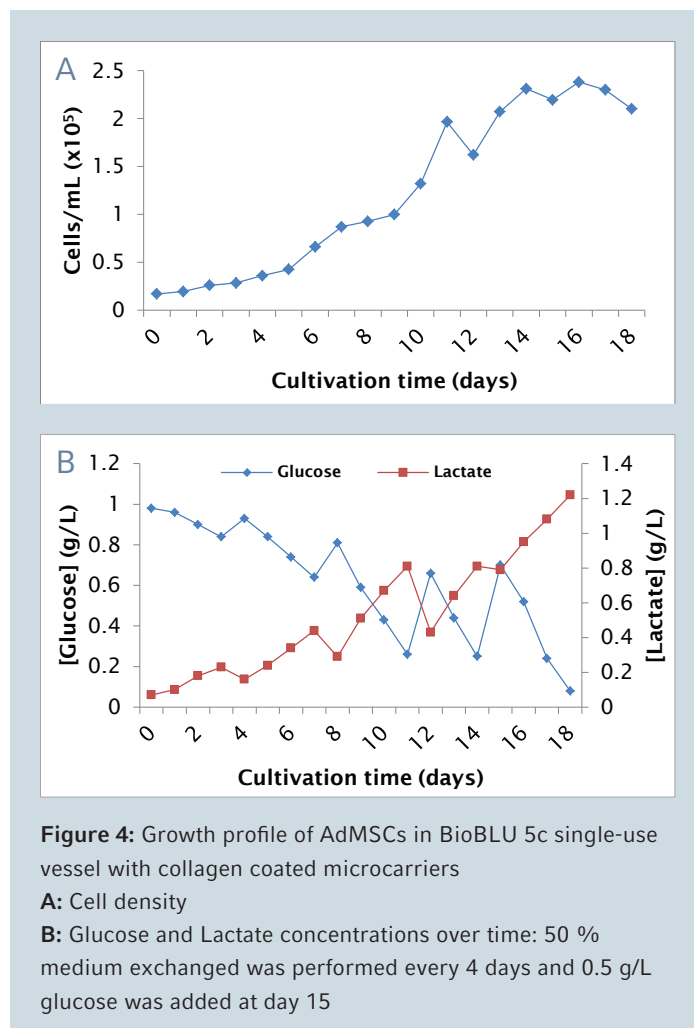 A
2.5
2
1.5
1
0.5
0
Cells/mL (x10⁵)
0 2 4 6 8 10 12 14 16 18
Cultivation time (days)
B
Glucose Lactate
1.2
1
0.8
0.6
0.4
0.2
0
[Glucose] (g/L)
1.4
1.2
1
0.8
0.6
0.4
0.2
0
[Lactate] (g/L)
0 2 4 6 8 10 12 14 16 18
Cultivation time (days)
Figure 4: Growth profile of AdMSCs in BioBLU 5c single-use
vessel with collagen coated microcarriers
A: Cell density
B: Glucose and Lactate concentrations over time: 50 %
medium exchanged was performed every 4 days and 0.5 g/L
glucose was added at day 15